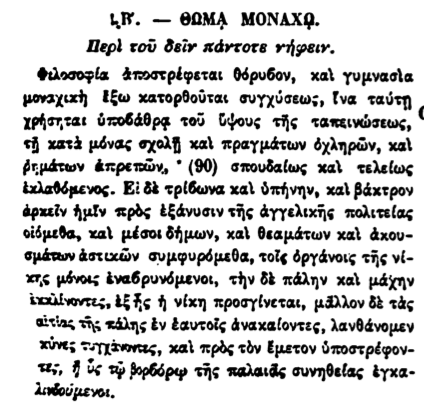 ΙΒʹ. — ΘΩΜᾼ ΜΟΝΑΧῼ.
Περὶ τοῦ δεῖν πάντοτε νήφειν.
Φιλοσοφία ἀποστρέφεται θόρυβον, καὶ γυμνασία
μοναχικὴ ἔξω κατορθοῦται συγχύσεως, ἵνα ταύτῃ
χρήσηται ὑποβάθρᾳ τοῦ ὕψους τῆς ταπεινώσεως,
τῇ κατὰ μόνας σχολῇ καὶ πραγμάτων ὀχληρῶν, καὶ
ῥημάτων ἀπρεπῶν, * (90) σπουδαίως καὶ τελείως
ἐκλαθόμενος. Εἰ δὲ τρίβωνα καὶ ὑπήνην, καὶ βάκτρον
ἀρκεῖν ἡμῖν πρὸς ἐξάνυσιν τῆς ἀγγελικῆς πολιτείας
οἰόμεθα, καὶ μέσοι δήμων, καὶ θεαμάτων καὶ ἀκου-
σμάτων ἀστικῶν συμφυρόμεθα, τοῖς ὀργάνοις τῆς νί-
κης μόνοις ἐναβρυνόμενοι, τὴν δὲ πάλην καὶ μάχην
ἐκκλίνοντες, ἐξ ἧς ἡ νίκη προσγίνεται, μᾶλλον δὲ τὰς
αἰτίας τῆς πάλης ἐν ἑαυτοῖς ἀνακαίοντες, λανθάνομεν
κύνες τυγχάνοντες, καὶ πρὸς τὸν ἔμετον ὑποστρέφον-
τες, ἢ ὗς τῷ βορβόρῳ τῆς παλαιᾶς συνηθείας ἐγκα-
λινδούμενοι.